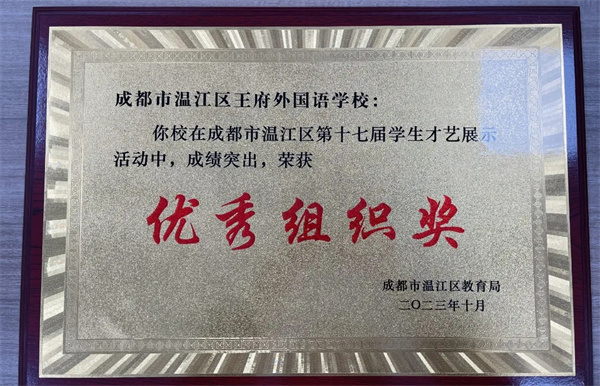 成都市温江区王府外国语学校：
你校在成都市温江区第十七届学生才艺展示
活动中，成绩突出，荣获
优秀组织奖
成都市温江区教育局
二〇二三年十月